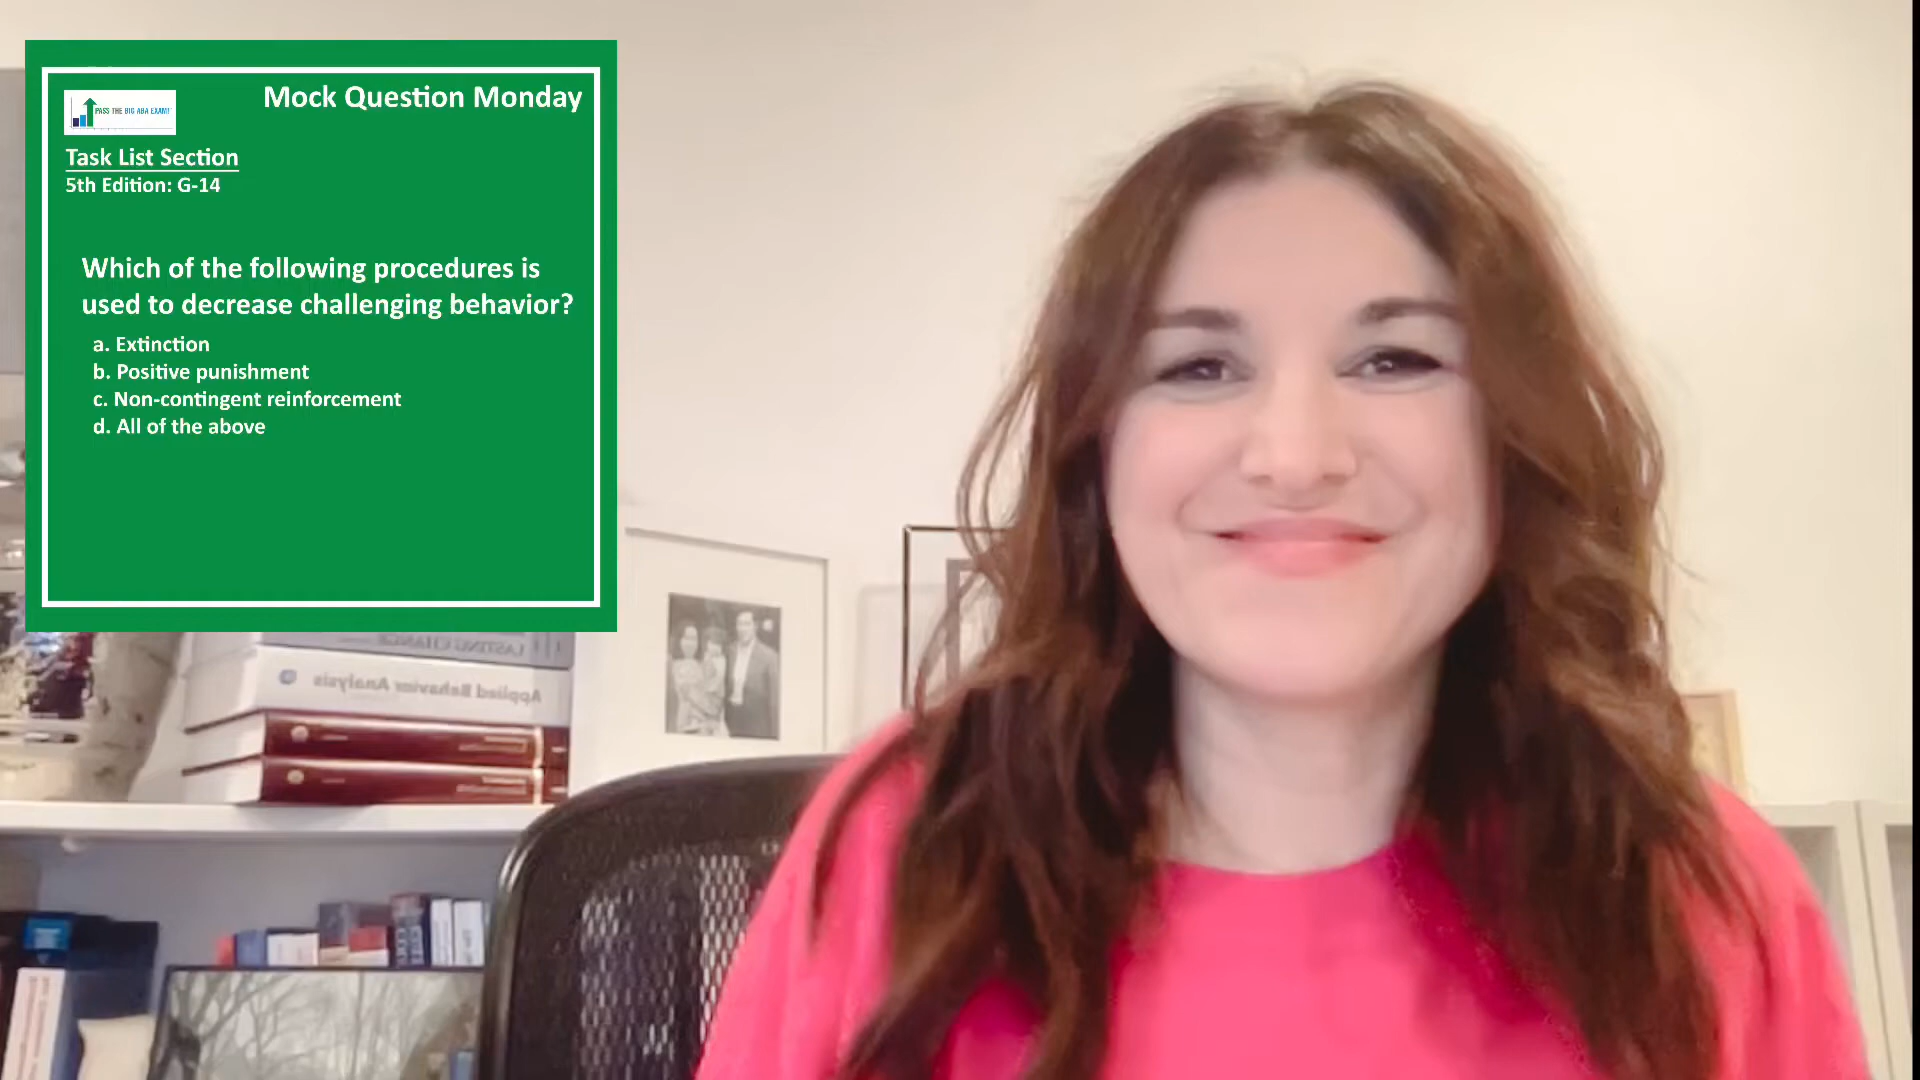 Mock Question Monday
PASS THE BIG ABA EXAM!
Task List Section
5th Edition: G-14
Which of the following procedures is
used to decrease challenging behavior?
a. Extinction
b. Positive punishment
c. Non-contingent reinforcement
d. All of the above
LASTING CHANGE
Applied Behavior Analysis